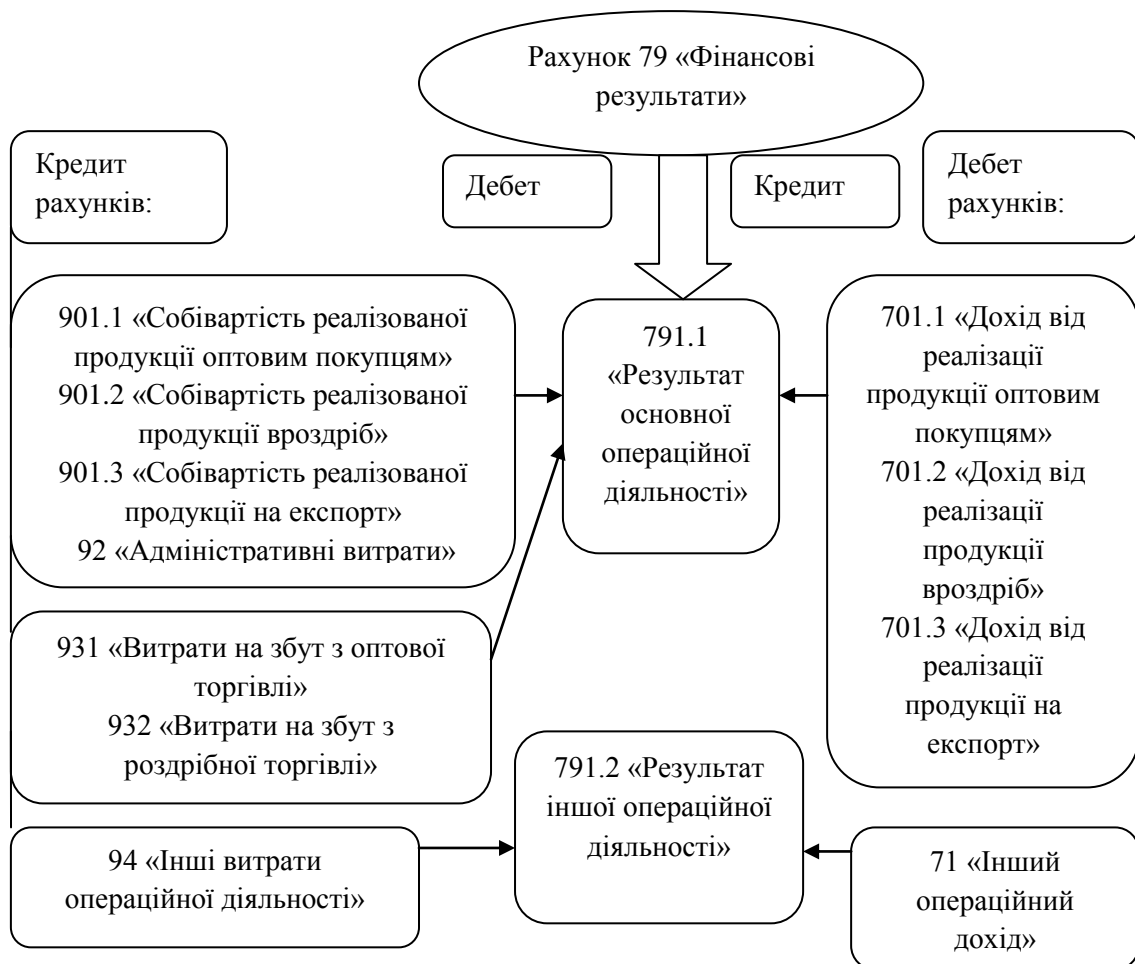 Рахунок 79 «Фінансові
результати»
Кредит
рахунків:
Дебет
Кредит
Дебет
рахунків:
901.1 «Собівартість реалізованої
продукції оптовим покупцям»
901.2 «Собівартість реалізованої
продукції вроздріб»
901.3 «Собівартість реалізованої
продукції на експорт»
92 «Адміністративні витрати»
791.1
«Результат
основної
операційної
діяльності»
701.1 «Дохід від
реалізації
продукції оптовим
покупцям»
701.2 «Дохід від
реалізації
продукції
вроздріб»
701.3 «Дохід від
реалізації
продукції на
експорт»
931 «Витрати на збут з оптової
торгівлі»
932 «Витрати на збут з
роздрібної торгівлі»
791.2 «Результат
іншої операційної
діяльності»
94 «Інші витрати
операційної діяльності»
71 «Інший
операційний
дохід»